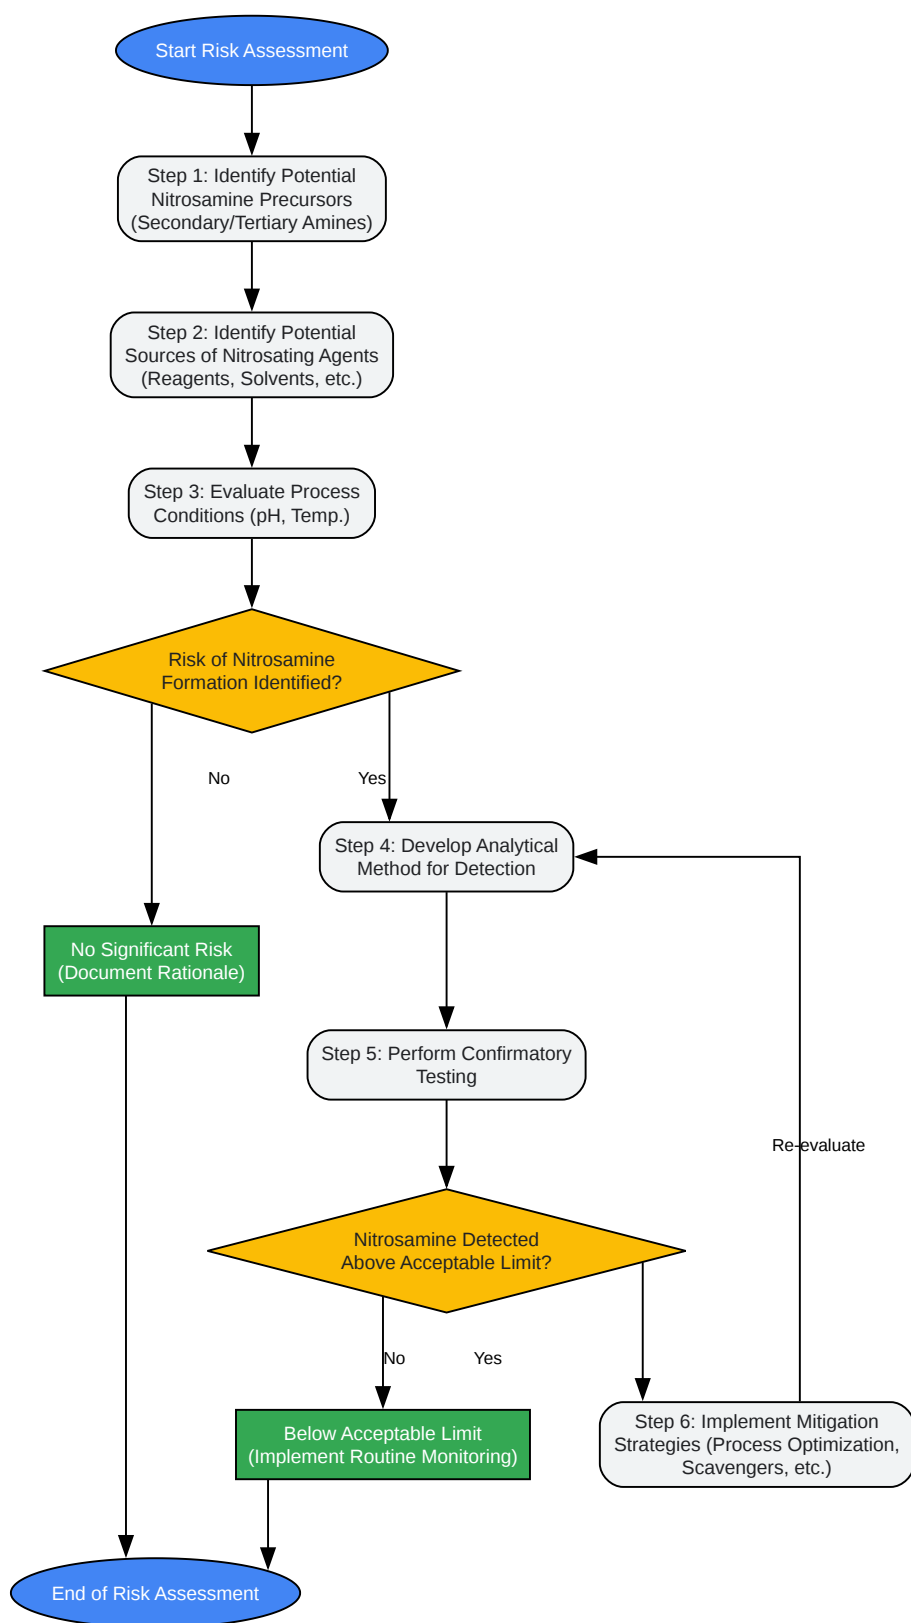 Start Risk Assessment
Step 1: Identify Potential
Nitrosamine Precursors
(Secondary/Tertiary Amines)
Step 2: Identify Potential
Sources of Nitrosating Agents
(Reagents, Solvents, etc.)
Step 3: Evaluate Process
Conditions (pH, Temp.)
Risk of Nitrosamine
Formation Identified?
No
Yes
Step 4: Develop Analytical
Method for Detection
No Significant Risk
(Document Rationale)
Step 5: Perform Confirmatory
Testing
Re-evaluate
Nitrosamine Detected
Above Acceptable Limit?
No
Yes
Below Acceptable Limit
(Implement Routine Monitoring)
Step 6: Implement Mitigation
Strategies (Process Optimization,
Scavengers, etc.)
End of Risk Assessment